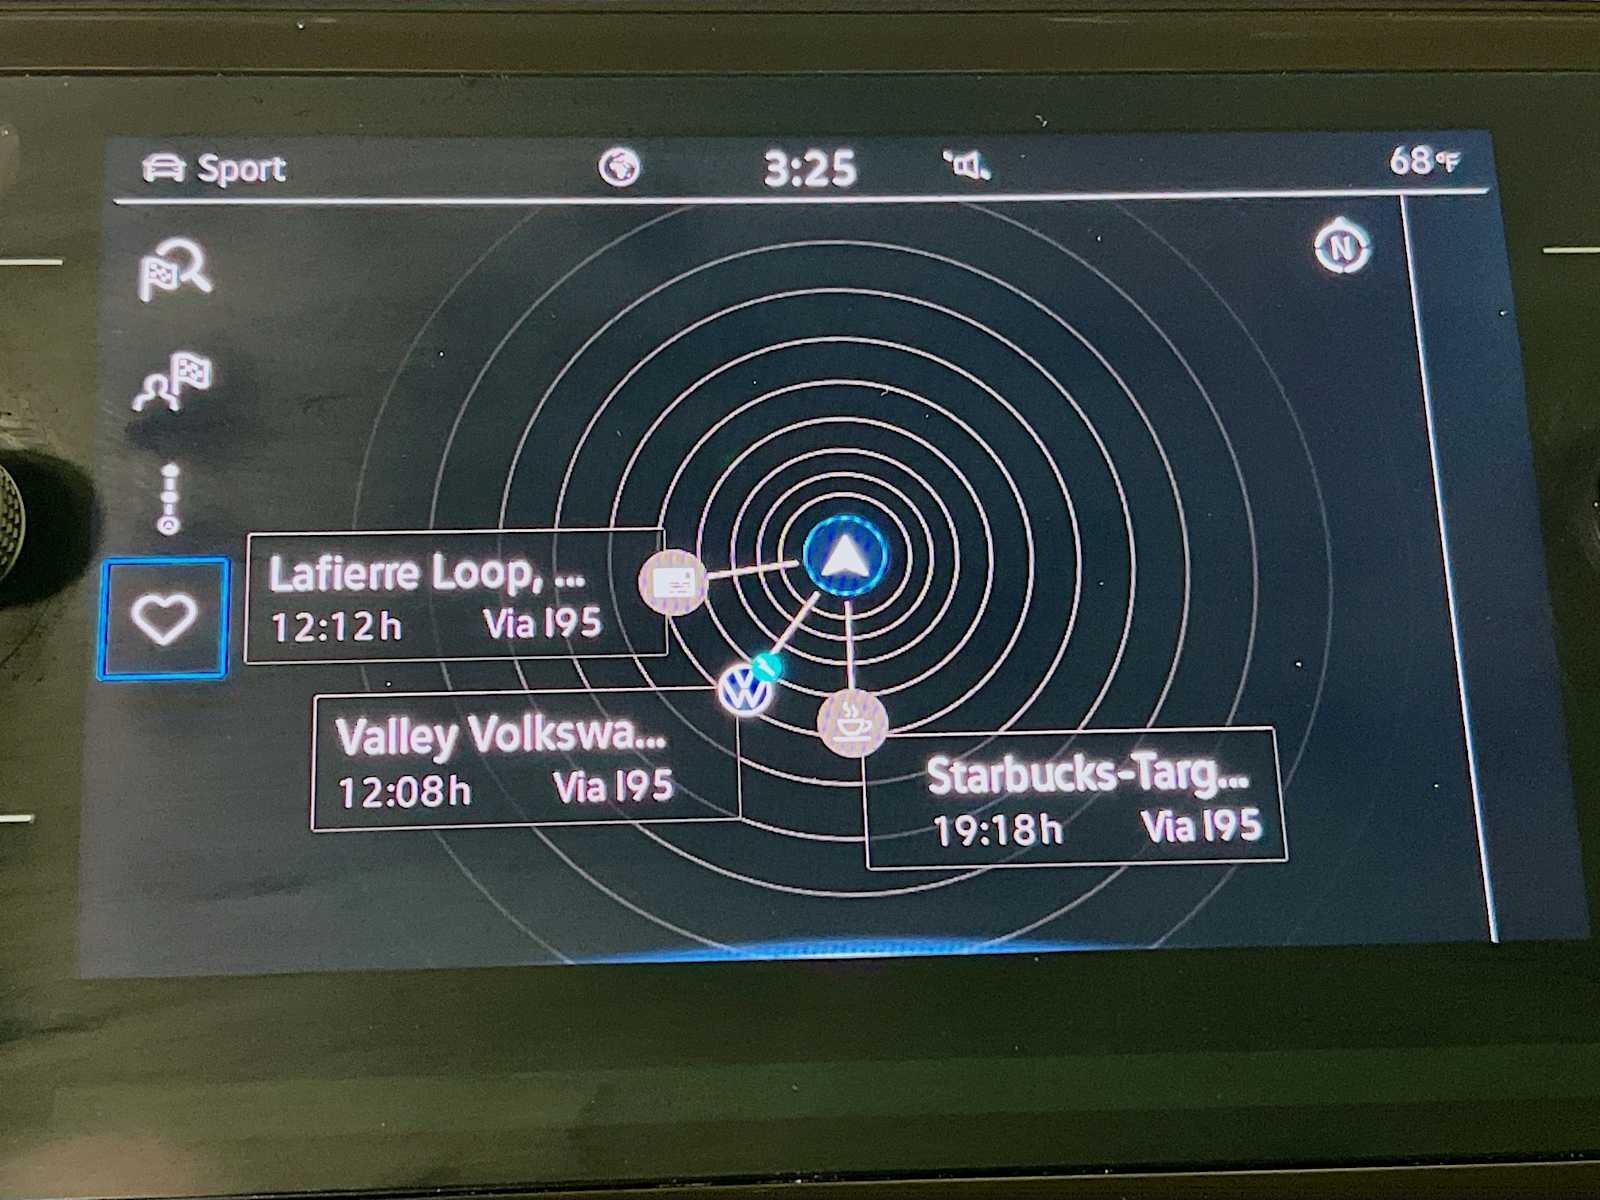 Sport
3:25
68°F
N
Lafierre Loop, ...
12:12h Via I95
Valley Volkswa...
12:08h Via I95
Starbucks-Targ...
19:18h Via I95